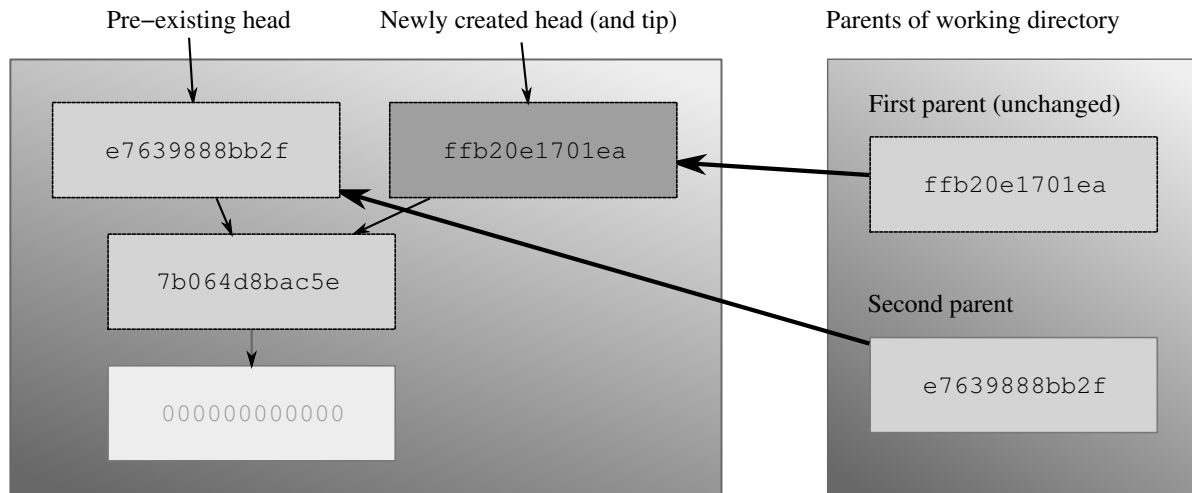 Pre−existing head
Newly created head (and tip)
Parents of working directory
First parent (unchanged)
e7639888bb2f
ffb20e1701ea
ffb20e1701ea
7b064d8bac5e
Second parent
e7639888bb2f
000000000000